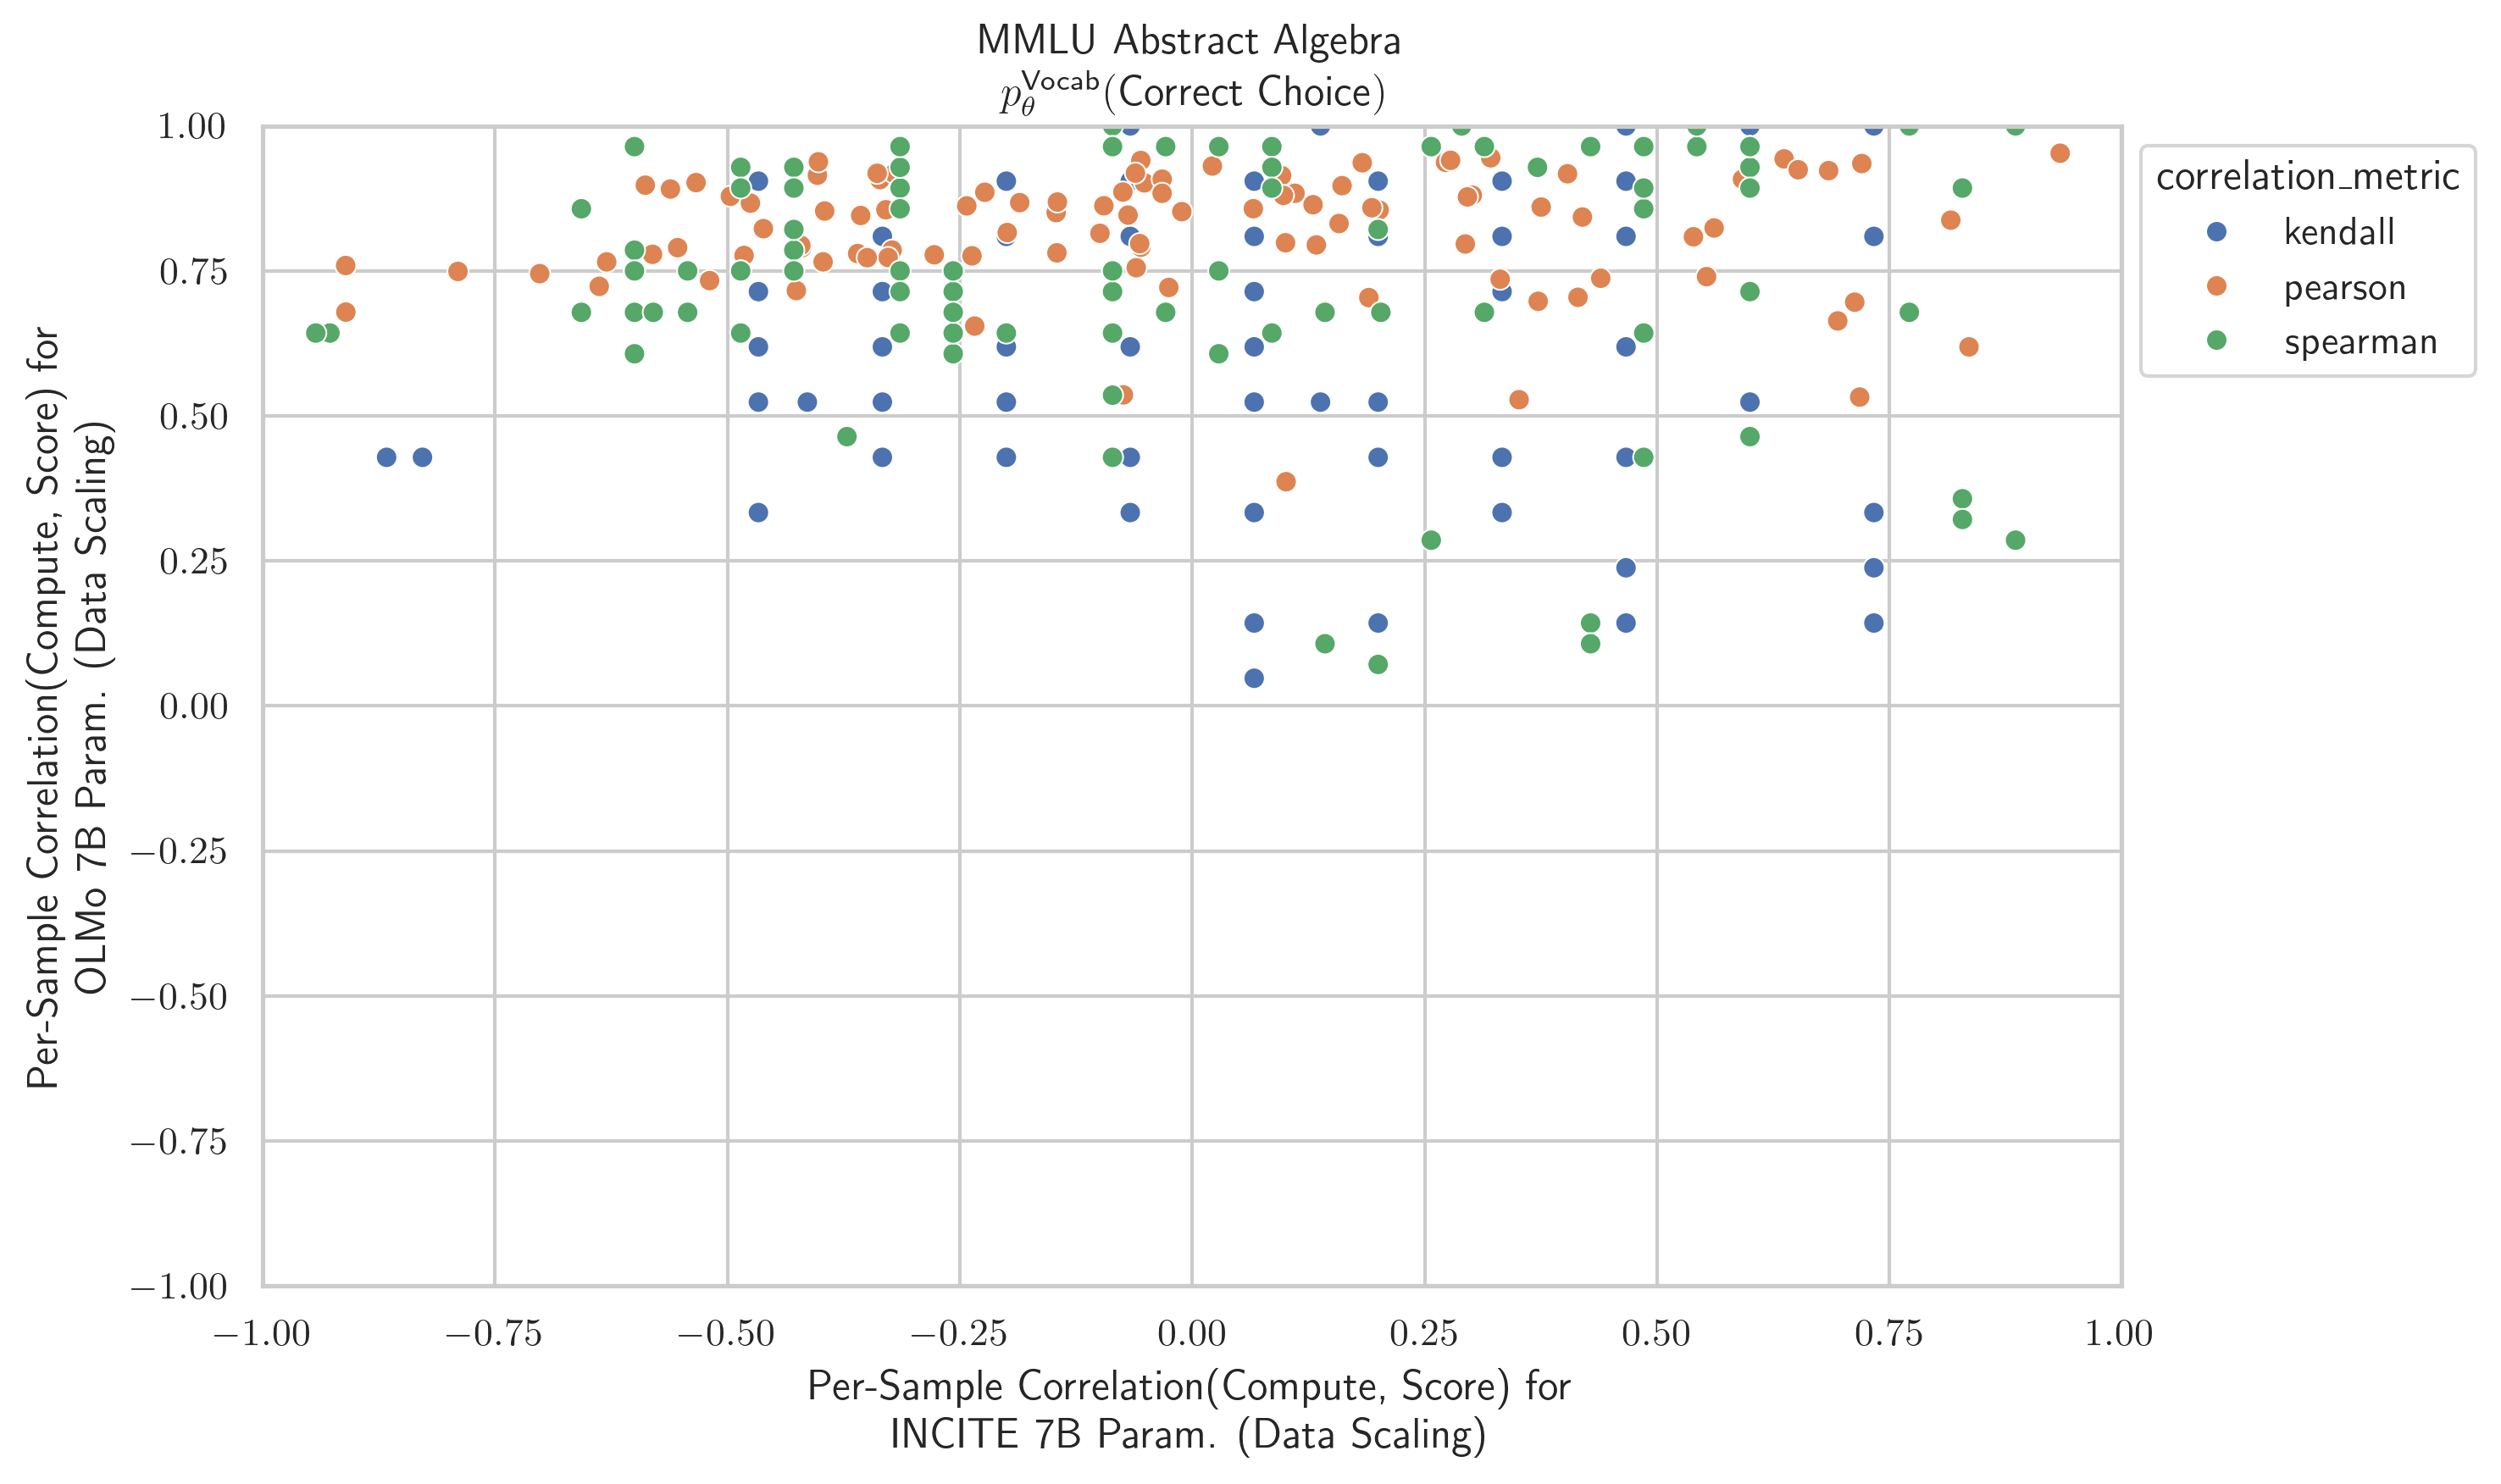 MMLU Abstract Algebra
p_θ^Vocab(Correct Choice)
1.00
0.75
0.50
0.25
0.00
−0.25
−0.50
−0.75
−1.00
Per-Sample Correlation(Compute, Score) for
OLMo 7B Param. (Data Scaling)
correlation_metric
kendall
pearson
spearman
−1.00 −0.75 −0.50 −0.25 0.00 0.25 0.50 0.75 1.00
Per-Sample Correlation(Compute, Score) for
INCITE 7B Param. (Data Scaling)